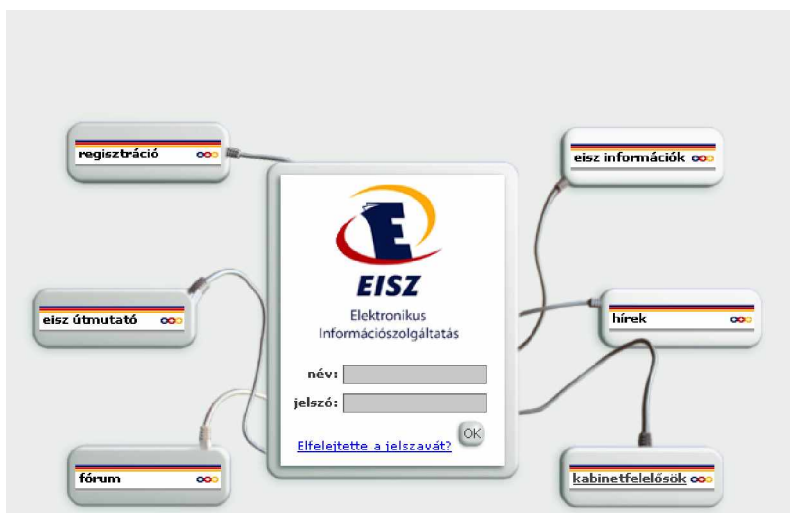 regisztráció
eisz információk
EISZ
Elektronikus
Információszolgáltatás
eisz útmutató
hírek
név:
jelszó:
OK
Elfelejtette a jelszavát?
fórum
kabinetfelelősök